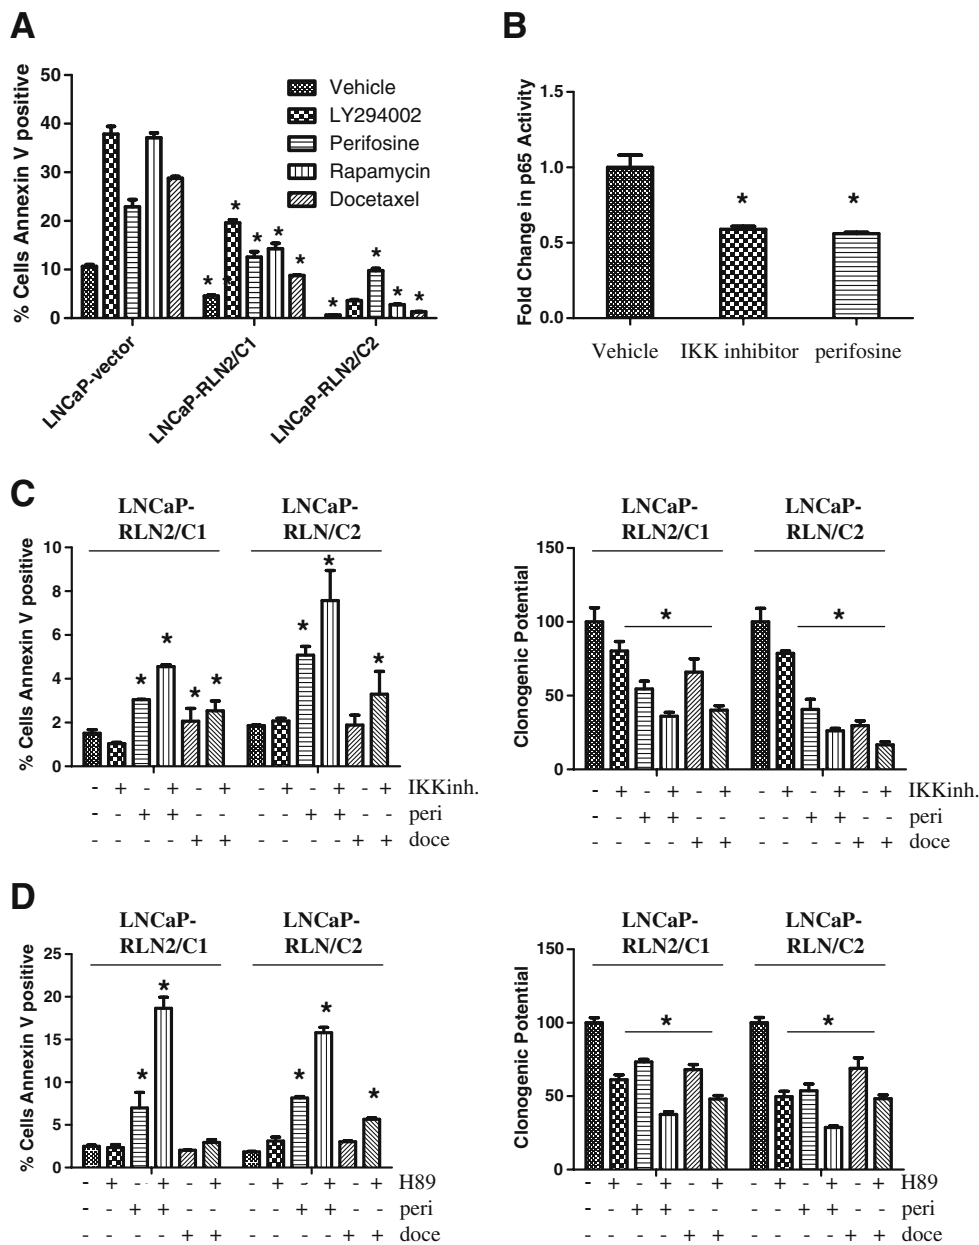 A
% Cells Annexin V positive
50
40
30
20
10
0
Vehicle
LY294002
Perifosine
Rapamycin
Docetaxel
* * * * * *
* * * *
LNCaP-vector
LNCaP-RLN2/C1
LNCaP-RLN2/C2
B
Fold Change in p65 Activity
1.5
1.0
0.5
0.0
* *
Vehicle IKK inhibitor perifosine
C
LNCaP-
RLN2/C1
LNCaP-
RLN/C2
% Cells Annexin V positive
10
8
6
4
2
0
* * * *
* * *
- + - + - + - + - + - + IKKinh.
- - + + - - - - + + - - peri
- - - - + + - - - - + + doce
LNCaP-
RLN2/C1
LNCaP-
RLN/C2
Clonogenic Potential
150
100
50
0
* *
- + - + - + - + - + - + IKKinh.
- - + + - - - - + + - - peri
- - - - + + - - - - + + doce
D
LNCaP-
RLN2/C1
LNCaP-
RLN/C2
% Cells Annexin V positive
25
20
15
10
5
0
* *
* * *
- + - + - + - + - + - + H89
- - + + - - - - + + - - peri
- - - - + + - - - - + + doce
LNCaP-
RLN2/C1
LNCaP-
RLN/C2
Clonogenic Potential
150
100
50
0
* *
- + - + - + - + - + - + H89
- - + + - - - - + + - - peri
- - - - + + - - - - + + doce